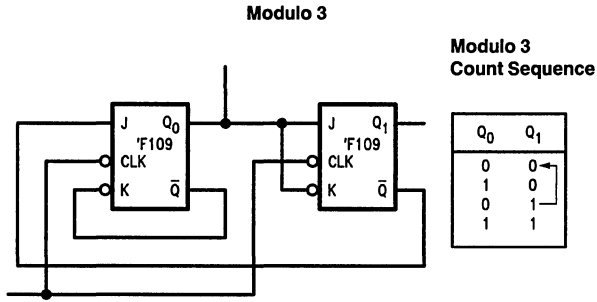 Modulo 3
Modulo 3
Count Sequence
J Q0
'F109
CLK
K Q̅
J Q1
'F109
CLK
K Q̅
Q0 Q1
0 0
1 0
0 1
1 1